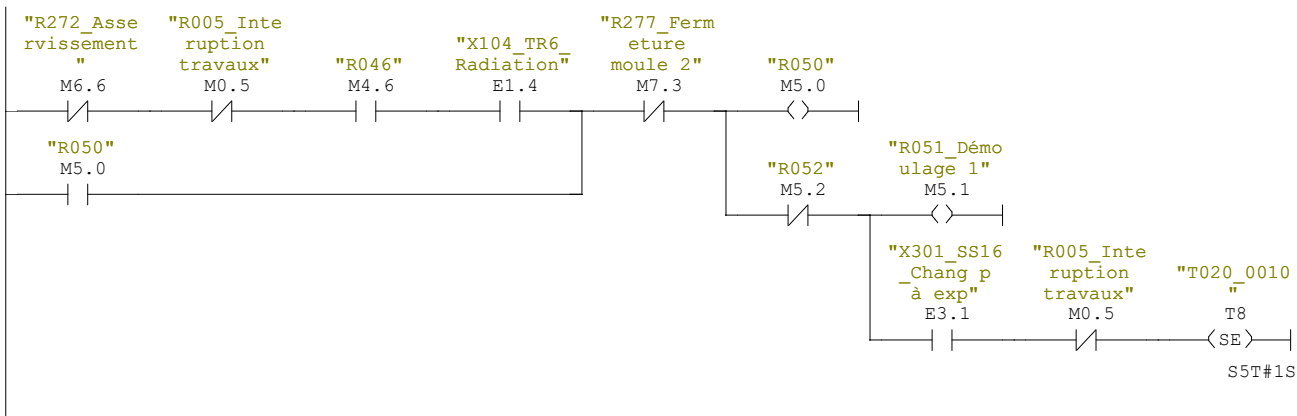 "R272_Asse
rvissement
"
M6.6
"R005_Inte
ruption
travaux"
M0.5
"R046"
M4.6
"X104_TR6_
Radiation"
E1.4
"R277_Ferm
eture
moule 2"
M7.3
"R050"
M5.0
"R050"
M5.0
"R052"
M5.2
"R051_Démo
ulage 1"
M5.1
"X301_SS16
_Chang p
à exp"
E3.1
"R005_Inte
ruption
travaux"
M0.5
"T020_0010
"
T8
SE
S5T#1S